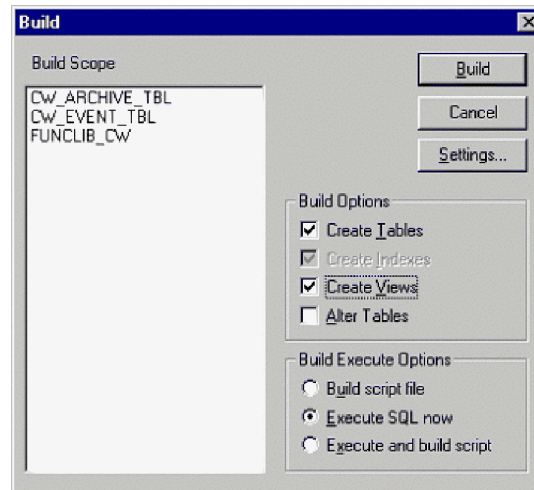 Build
Build Scope
CW_ARCHIVE_TBL
CW_EVENT_TBL
FUNCLIB_CW
Build
Cancel
Settings...
Build Options
Create Tables
Create Indexes
Create Views
Alter Tables
Build Execute Options
Build script file
Execute SQL now
Execute and build script